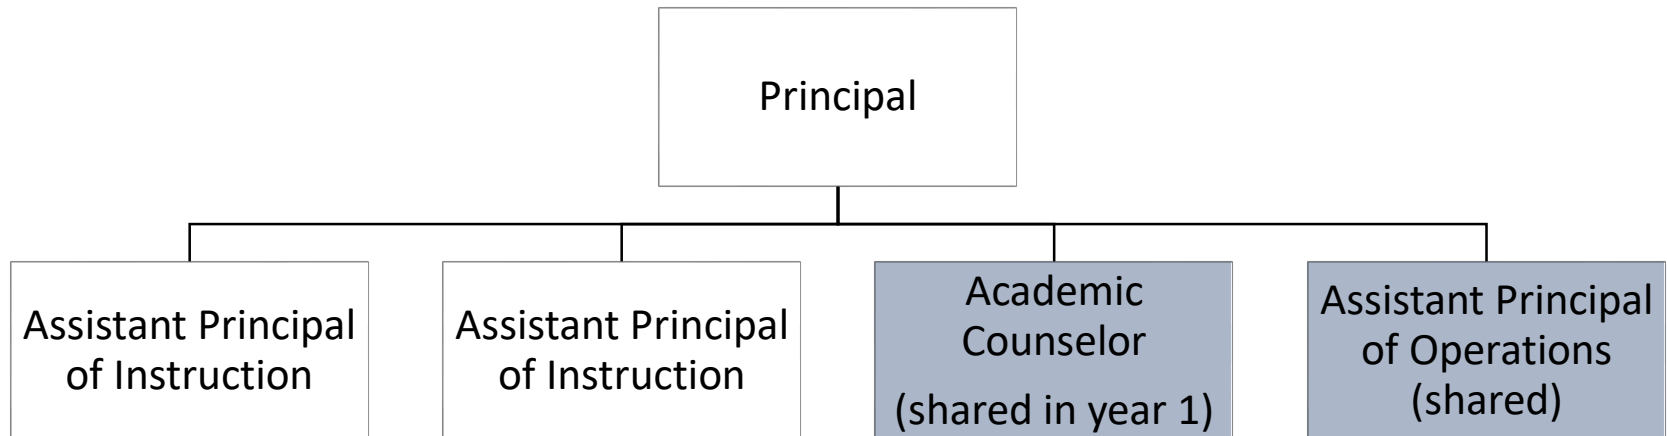 Principal
Assistant Principal
of Instruction
Assistant Principal
of Instruction
Academic
Counselor
(shared in year 1)
Assistant Principal
of Operations
(shared)